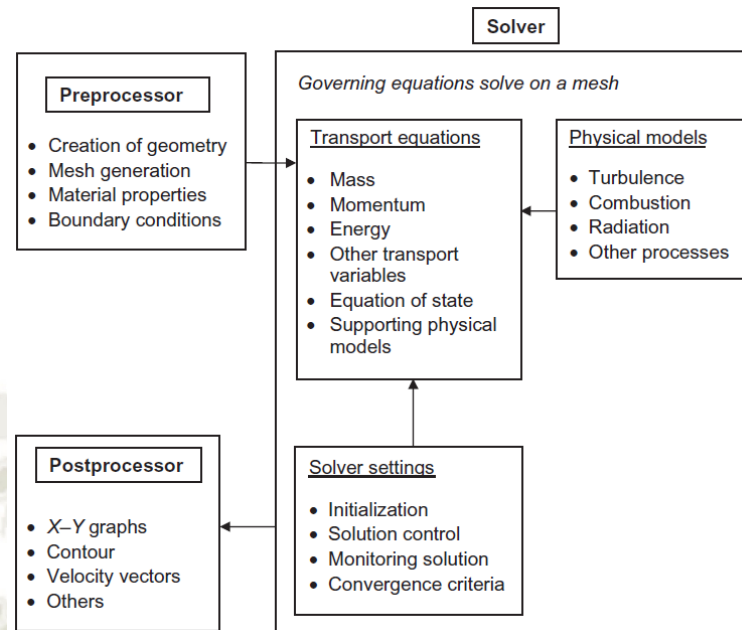 Solver
Preprocessor
• Creation of geometry
• Mesh generation
• Material properties
• Boundary conditions
Governing equations solve on a mesh
Transport equations
• Mass
• Momentum
• Energy
• Other transport
variables
• Equation of state
• Supporting physical
models
Physical models
• Turbulence
• Combustion
• Radiation
• Other processes
Postprocessor
• X–Y graphs
• Contour
• Velocity vectors
• Others
Solver settings
• Initialization
• Solution control
• Monitoring solution
• Convergence criteria